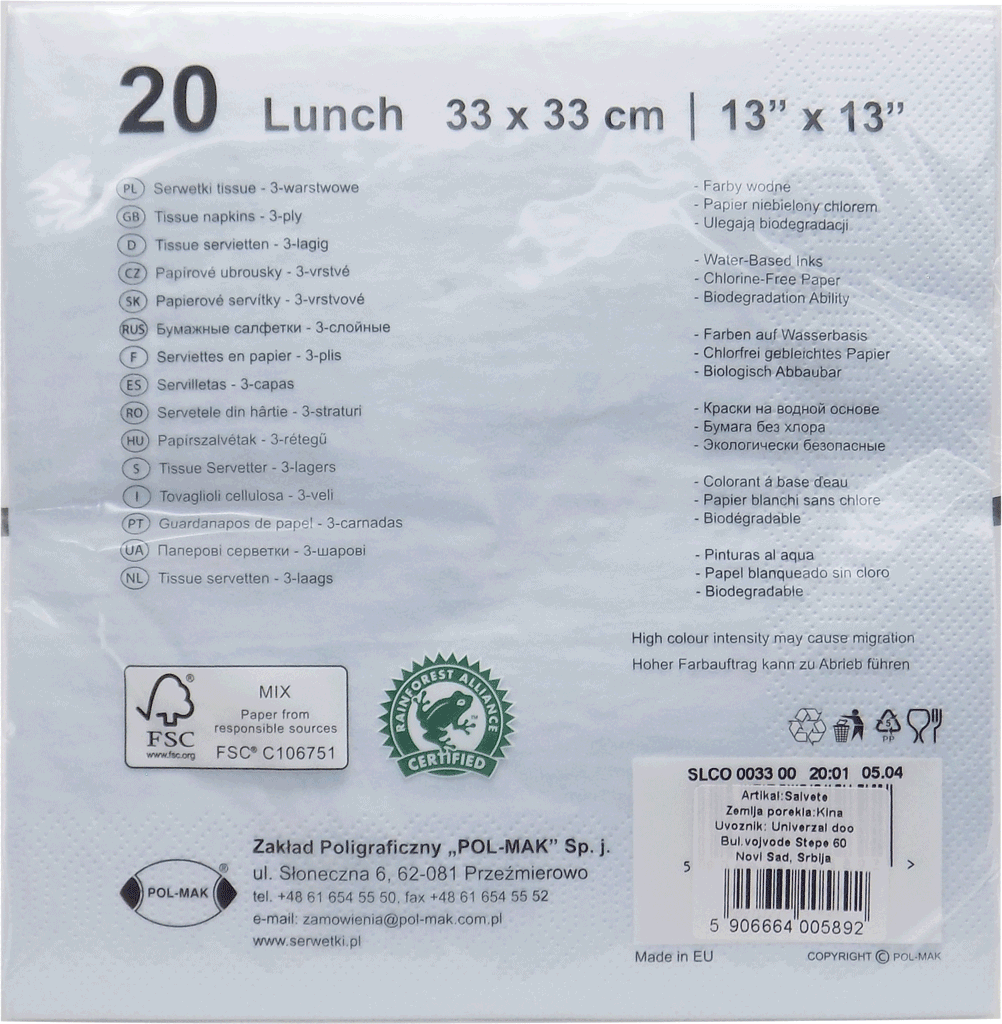 20 Lunch 33 x 33 cm | 13” x 13”
PL Serwetki tissue - 3-warstwowe
GB Tissue napkins - 3-ply
D Tissue servietten - 3-lagig
CZ Papírové ubrousky - 3-vrstvé
SK Papierové servítky - 3-vrstvové
RUS Бумажные салфетки - 3-слойные
F Serviettes en papier - 3-plis
ES Servilletas - 3-capas
RO Servetele din hârtie - 3-straturi
HU Papírszalvétak - 3-rétegű
S Tissue Servetter - 3-lagers
I Tovaglioli cellulosa - 3-veli
PT Guardanapos de papel - 3-carnadas
UA Паперові серветки - 3-шарові
NL Tissue servetten - 3-laags
- Farby wodne
- Papier niebielony chlorem
- Ulegają biodegradacji
- Water-Based Inks
- Chlorine-Free Paper
- Biodegradation Ability
- Farben auf Wasserbasis
- Chlorfrei gebleichtes Papier
- Biologisch Abbaubar
- Краски на водной основе
- Бумага без хлора
- Экологически безопасные
- Colorant á base d'eau
- Papier blanchi sans chlore
- Biodégradable
- Pinturas al aqua
- Papel blanqueado sin cloro
- Biodegradable
High colour intensity may cause migration
Hoher Farbauftrag kann zu Abrieb führen
®
FSC
www.fsc.org
MIX
Paper from
responsible sources
FSC® C106751
RAINFOREST ALLIANCE
TM
CERTIFIED
5
PP
SLCO 0033 00 20:01 05.04
Artikal:Salvete
Zemlja porekla:Kina
Uvoznik: Univerzal doo
Bul.vojvode Stepe 60
Novi Sad, Srbija
5 >
5 906664 005892
POL-MAK ®
Zakład Poligraficzny „POL-MAK” Sp. j.
ul. Słoneczna 6, 62-081 Przeźmierowo
tel. +48 61 654 55 50, fax +48 61 654 55 52
e-mail: zamowienia@pol-mak.com.pl
www.serwetki.pl
Made in EU
COPYRIGHT © POL-MAK